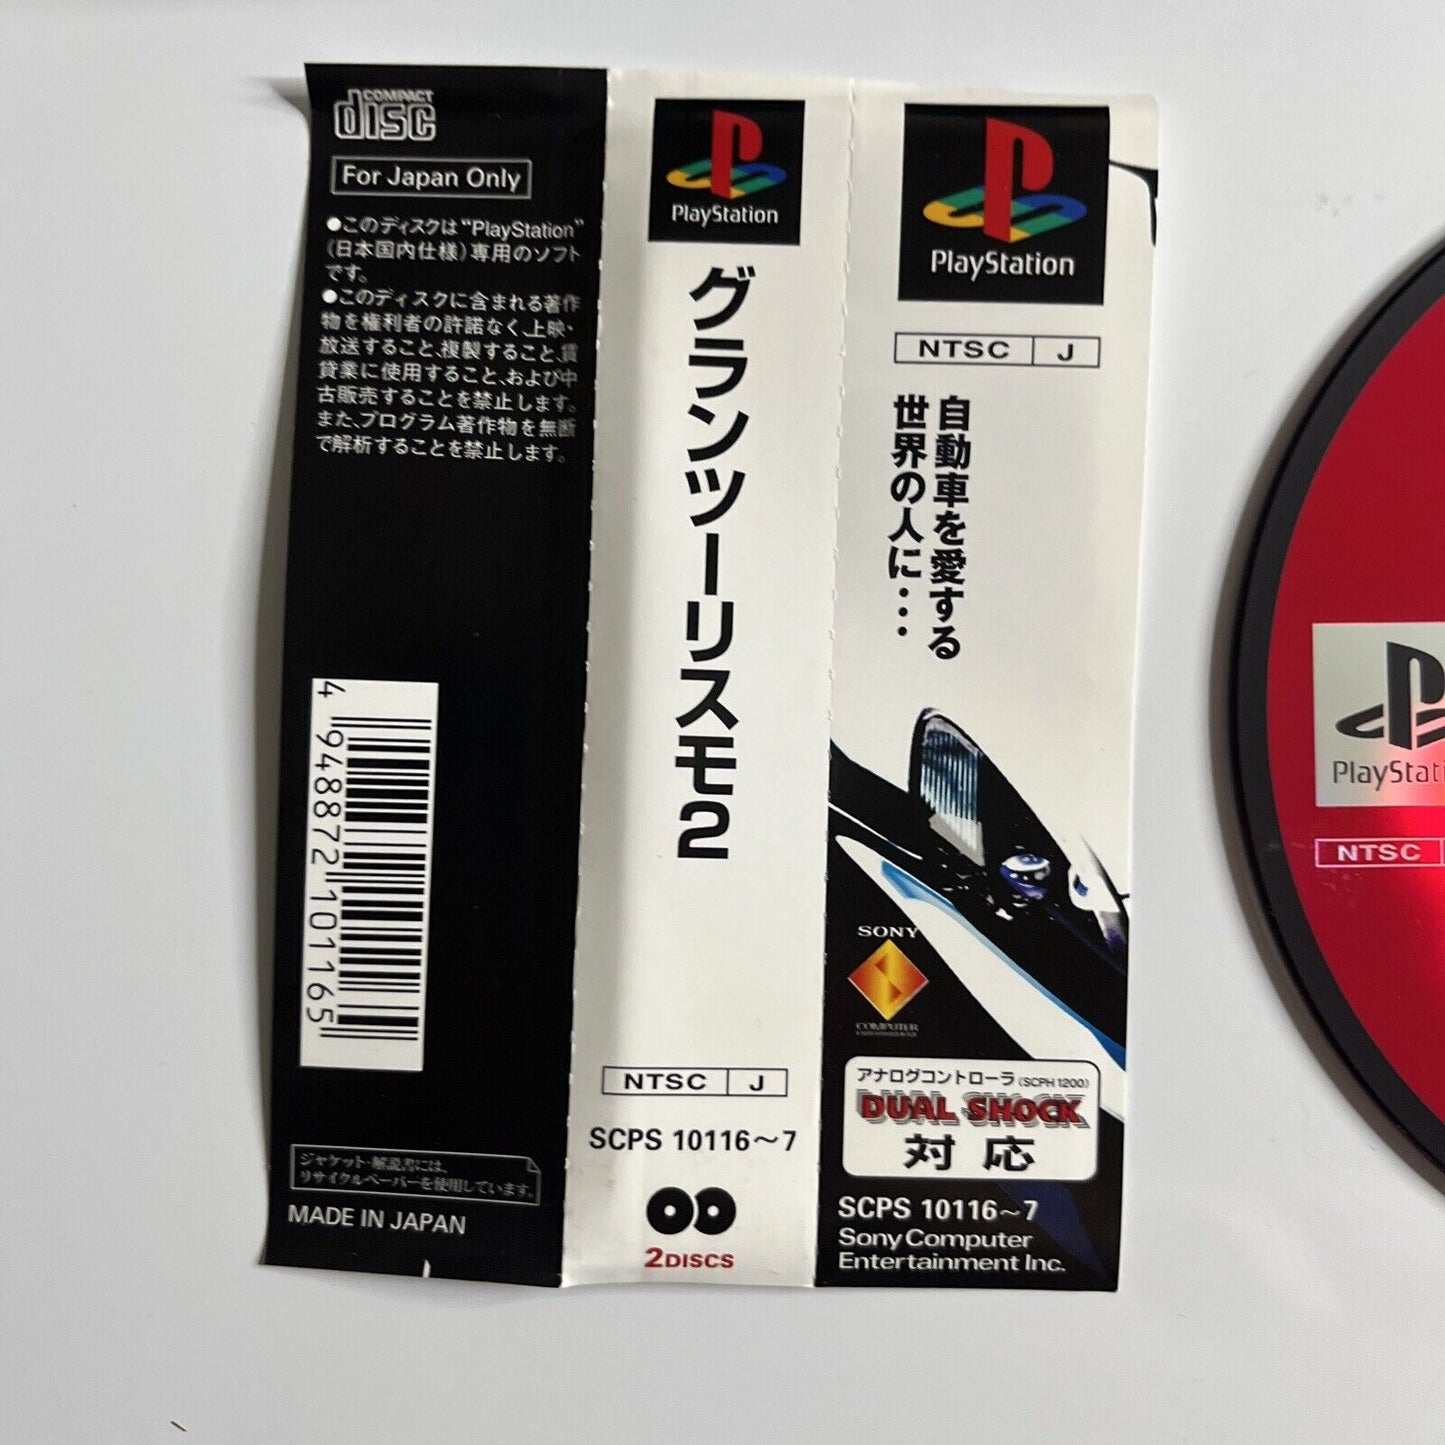 COMPACT
disc
For Japan Only
●このディスクは“PlayStation”
(日本国内仕様)専用のソフト
です。
●このディスクに含まれる著作
物を権利者の許諾なく、上映・
放送すること、複製すること、賃
貸業に使用すること、および中
古販売することを禁止します。
また、プログラム著作物を無断
で解析することを禁止します。
4 948872 101165
ジャケット・解説書には、
リサイクルペーパーを使用しています。
MADE IN JAPAN
PlayStation
グランツーリスモ2
NTSC J
SCPS 10116～7
2DISCS
PlayStation
NTSC J
自動車を愛する
世界の人に・・・
SONY
COMPUTER
アナログコントローラ(SCPH 1200)
DUAL SHOCK
対応
SCPS 10116～7
Sony Computer
Entertainment Inc.
NTSC